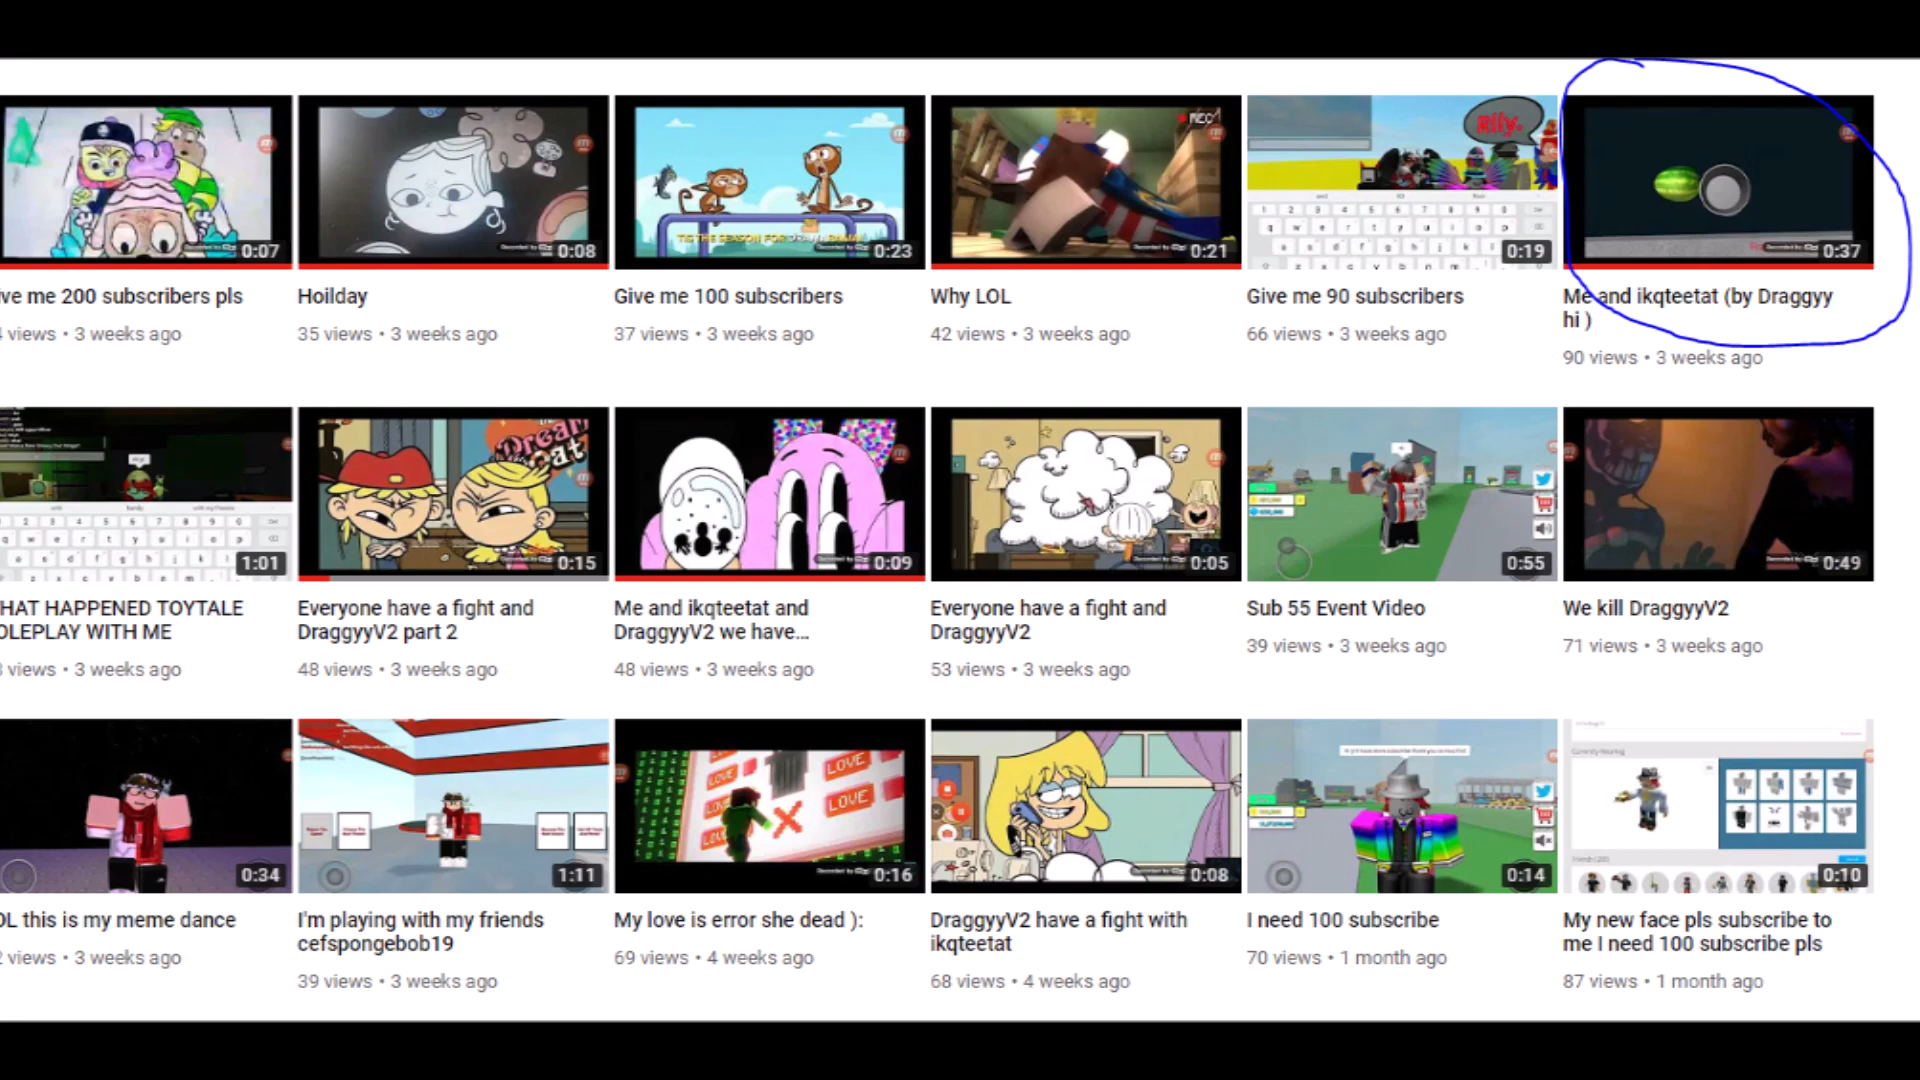 REC
Rily.
TIS THE SEASON FOR
0:07
0:08
0:23
0:21
0:19
0:37
ve me 200 subscribers pls
Hoilday
Give me 100 subscribers
Why LOL
Give me 90 subscribers
Me and ikqteetat (by Draggyy
hi )
views • 3 weeks ago
35 views • 3 weeks ago
37 views • 3 weeks ago
42 views • 3 weeks ago
66 views • 3 weeks ago
90 views • 3 weeks ago
1:01
0:15
0:09
0:05
0:55
0:49
HAT HAPPENED TOYTALE
OLEPLAY WITH ME
Everyone have a fight and
DraggyyV2 part 2
Me and ikqteetat and
DraggyyV2 we have...
Everyone have a fight and
DraggyyV2
Sub 55 Event Video
We kill DraggyyV2
views • 3 weeks ago
48 views • 3 weeks ago
48 views • 3 weeks ago
53 views • 3 weeks ago
39 views • 3 weeks ago
71 views • 3 weeks ago
LOVE
LOVE
LOVE
LOVE
0:34
1:11
0:16
0:08
0:14
0:10
OL this is my meme dance
I'm playing with my friends
cefspongebob19
My love is error she dead ):
DraggyyV2 have a fight with
ikqteetat
I need 100 subscribe
My new face pls subscribe to
me I need 100 subscribe pls
2 views • 3 weeks ago
39 views • 3 weeks ago
69 views • 4 weeks ago
68 views • 4 weeks ago
70 views • 1 month ago
87 views • 1 month ago